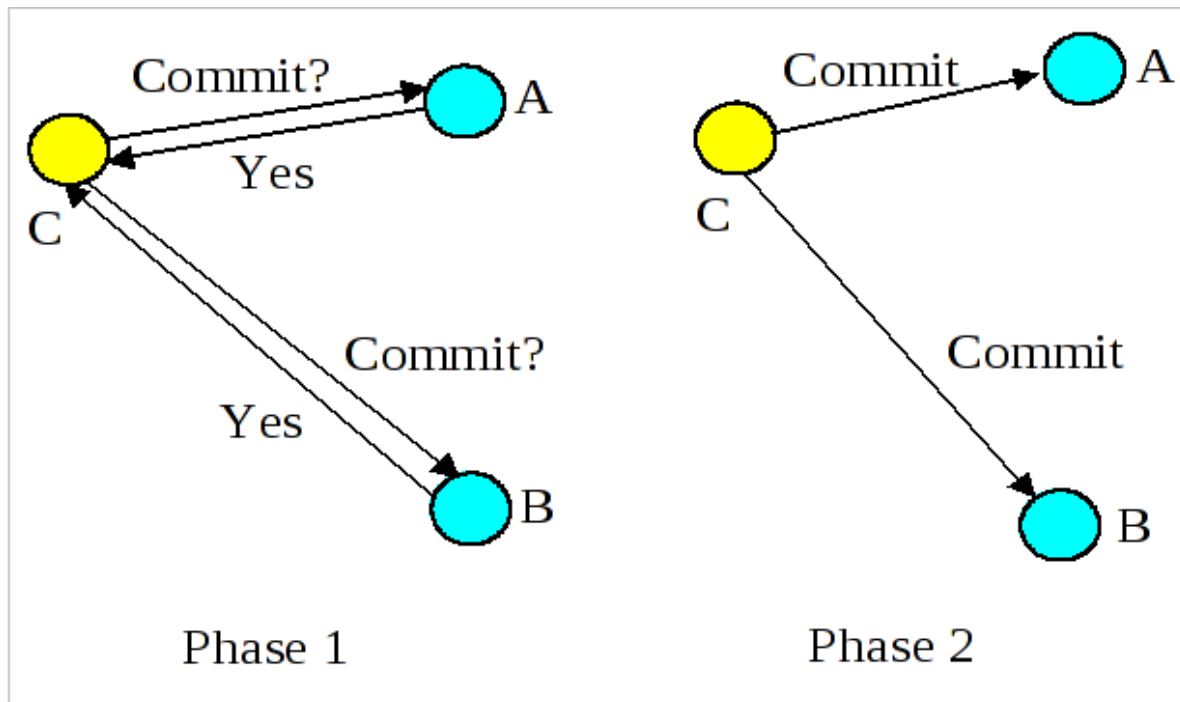 Commit?
A
Yes
C
Commit?
Yes
B
Phase 1
Commit
A
C
Commit
B
Phase 2